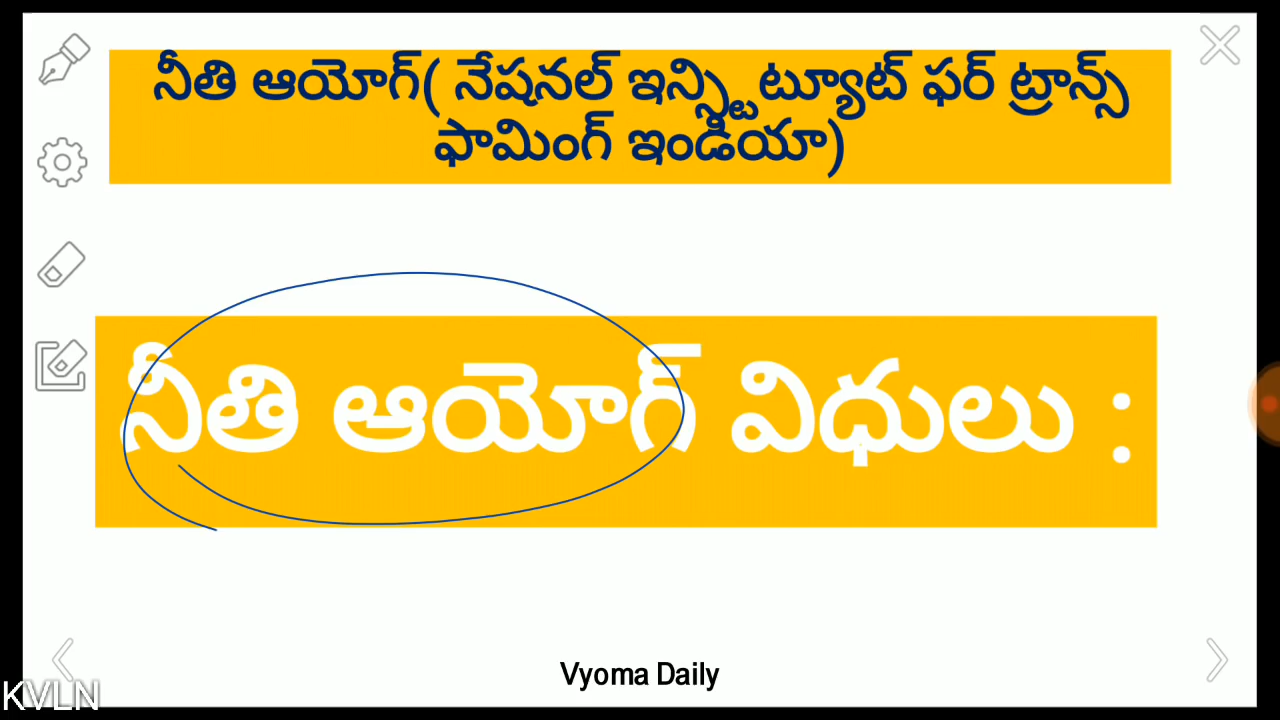 నీతి ఆయోగ్( నేషనల్ ఇన్స్టిట్యూట్ ఫర్ ట్రాన్స్
ఫామింగ్ ఇండియా)
నీతి ఆయోగ్ విధులు :
Vyoma Daily
KVLN